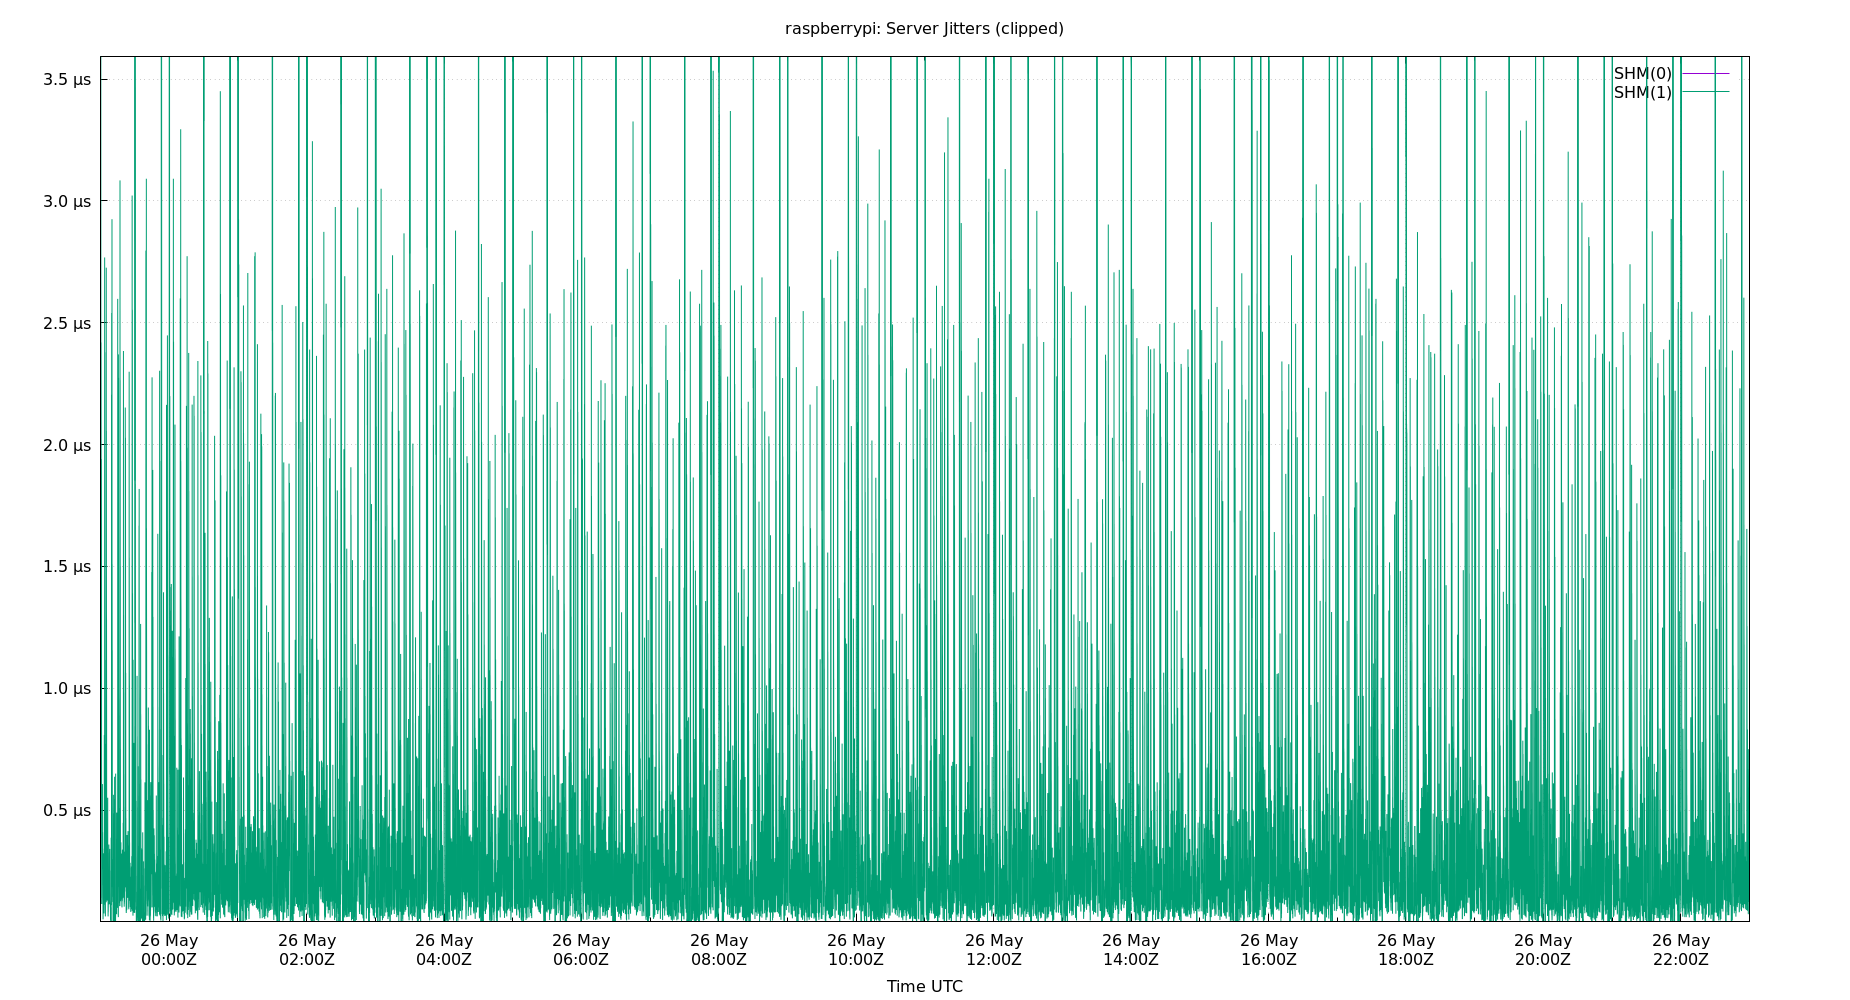 raspberrypi: Server Jitters (clipped)
SHM(0)
SHM(1)
3.5 µs
3.0 µs
2.5 µs
2.0 µs
1.5 µs
1.0 µs
0.5 µs
26 May 26 May 26 May 26 May 26 May 26 May 26 May 26 May 26 May 26 May 26 May 26 May
00:00Z 02:00Z 04:00Z 06:00Z 08:00Z 10:00Z 12:00Z 14:00Z 16:00Z 18:00Z 20:00Z 22:00Z
Time UTC